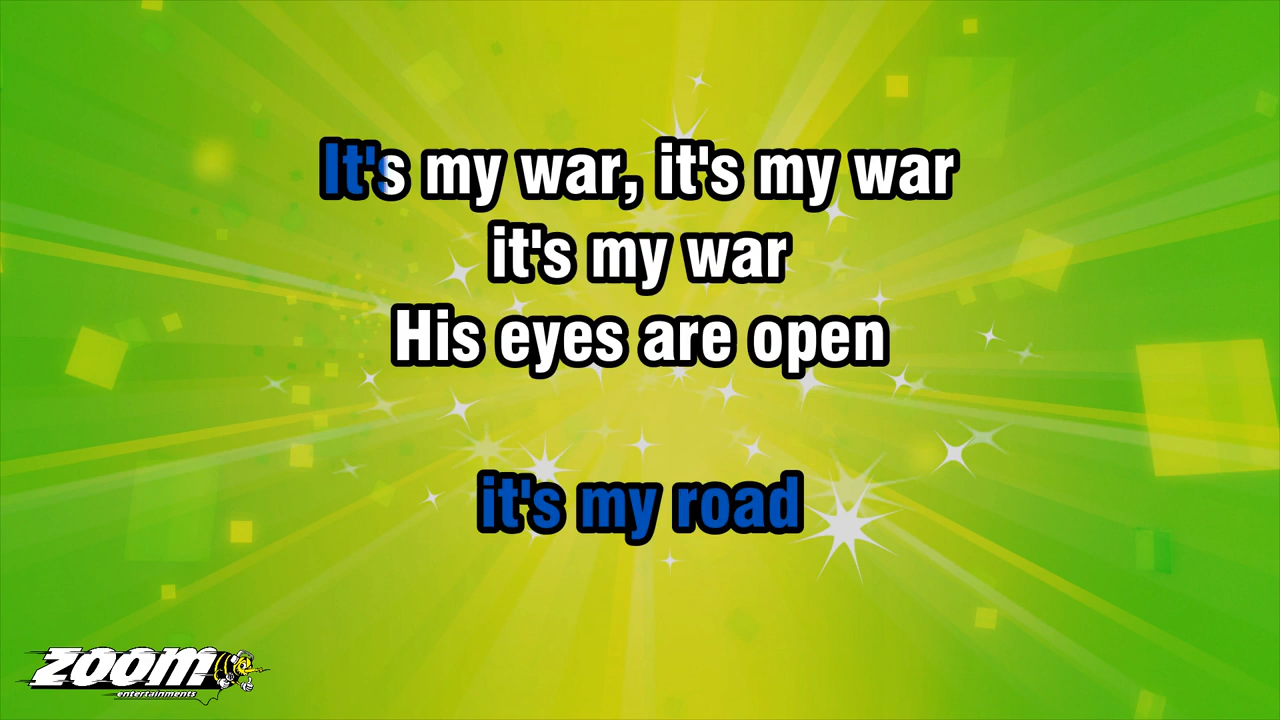 It's my war, it's my war
it's my war
His eyes are open
it's my road
zoom
entertainments